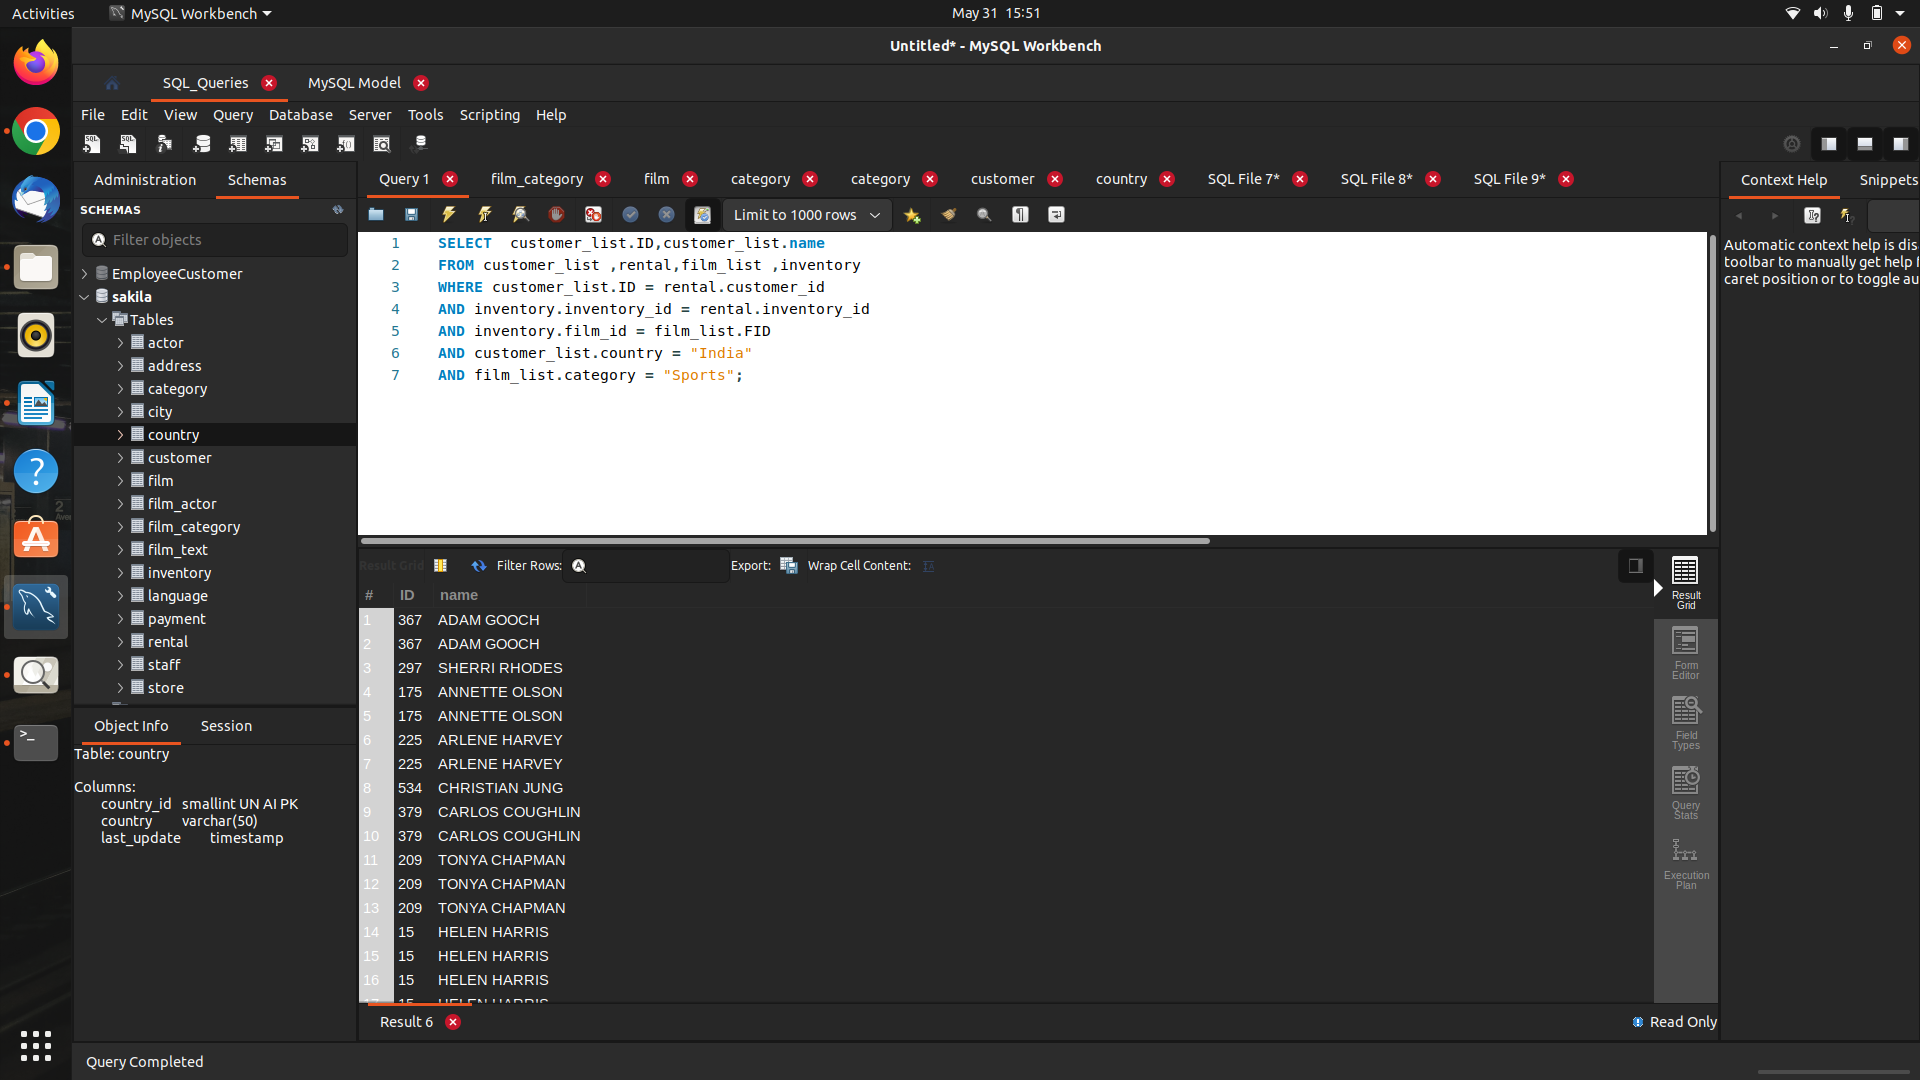 Activities
MySQL Workbench
May 31 15:51
Untitled* - MySQL Workbench
SQL_Queries
MySQL Model
File Edit View Query Database Server Tools Scripting Help
Administration
Schemas
Query 1
film_category
film
category
category
customer
country
SQL File 7*
SQL File 8*
SQL File 9*
Context Help
Snippets
SCHEMAS
Filter objects
EmployeeCustomer
sakila
Tables
actor
address
category
city
country
customer
film
film_actor
film_category
film_text
inventory
language
payment
rental
staff
store
Object Info
Session
Table: country
Columns:
country_id smallint UN AI PK
country varchar(50)
last_update timestamp
Limit to 1000 rows
1 SELECT customer_list.ID,customer_list.name
2 FROM customer_list ,rental,film_list ,inventory
3 WHERE customer_list.ID = rental.customer_id
4 AND inventory.inventory_id = rental.inventory_id
5 AND inventory.film_id = film_list.FID
6 AND customer_list.country = "India"
7 AND film_list.category = "Sports";
Automatic context help is dis
toolbar to manually get help f
caret position or to toggle au
Result Grid
Filter Rows:
Export:
Wrap Cell Content:
# ID name
1 367 ADAM GOOCH
2 367 ADAM GOOCH
3 297 SHERRI RHODES
4 175 ANNETTE OLSON
5 175 ANNETTE OLSON
6 225 ARLENE HARVEY
7 225 ARLENE HARVEY
8 534 CHRISTIAN JUNG
9 379 CARLOS COUGHLIN
10 379 CARLOS COUGHLIN
11 209 TONYA CHAPMAN
12 209 TONYA CHAPMAN
13 209 TONYA CHAPMAN
14 15 HELEN HARRIS
15 15 HELEN HARRIS
16 15 HELEN HARRIS
17 15 HELEN HARRIS
Result
Grid
Form
Editor
Field
Types
Query
Stats
Execution
Plan
Result 6
Read Only
Query Completed